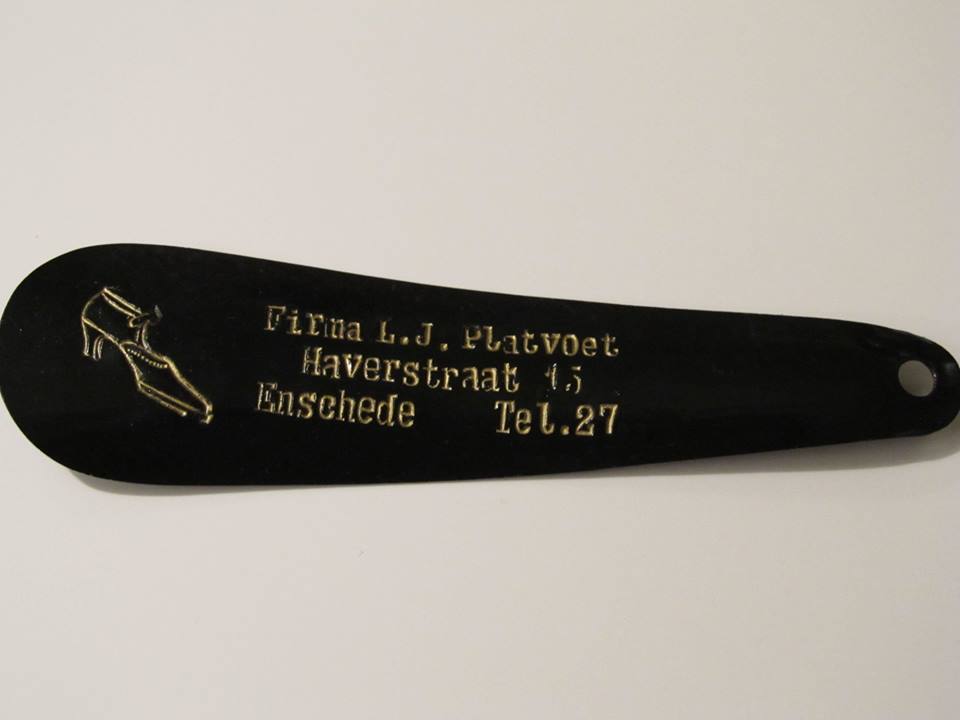 Firma L.J. Platvoet
Haverstraat 15
Enschede Tel.27